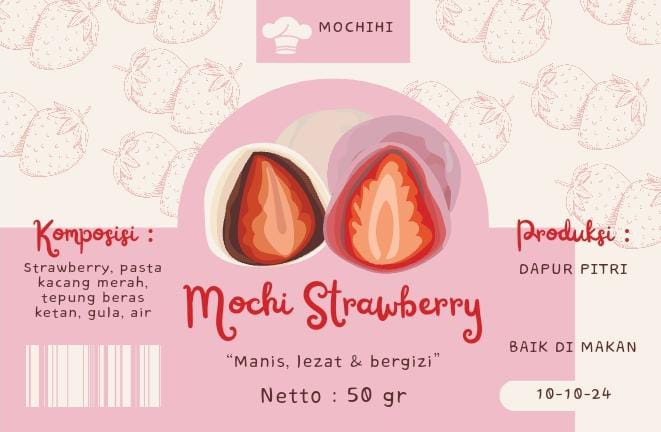 MOCHIHI
Komposisi :
Strawberry, pasta
kacang merah,
tepung beras
ketan, gula, air
Mochi Strawberry
“Manis, lezat & bergizi”
Netto : 50 gr
Produksi :
DAPUR PITRI
BAIK DI MAKAN
10-10-24